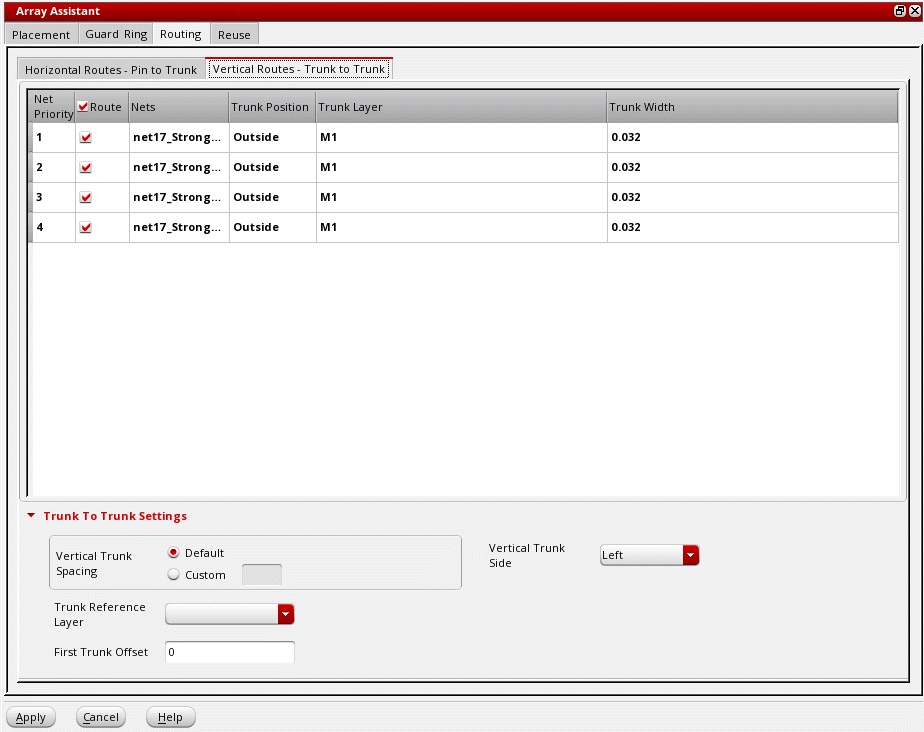 Array Assistant
Placement Guard Ring Routing Reuse
Horizontal Routes - Pin to Trunk Vertical Routes - Trunk to Trunk
Net Priority Route Nets Trunk Position Trunk Layer Trunk Width
1 net17_Strong... Outside M1 0.032
2 net17_Strong... Outside M1 0.032
3 net17_Strong... Outside M1 0.032
4 net17_Strong... Outside M1 0.032
Trunk To Trunk Settings
Vertical Trunk
Spacing
Default
Custom
Vertical Trunk
Side
Left
Trunk Reference
Layer
First Trunk Offset 0
Apply Cancel Help